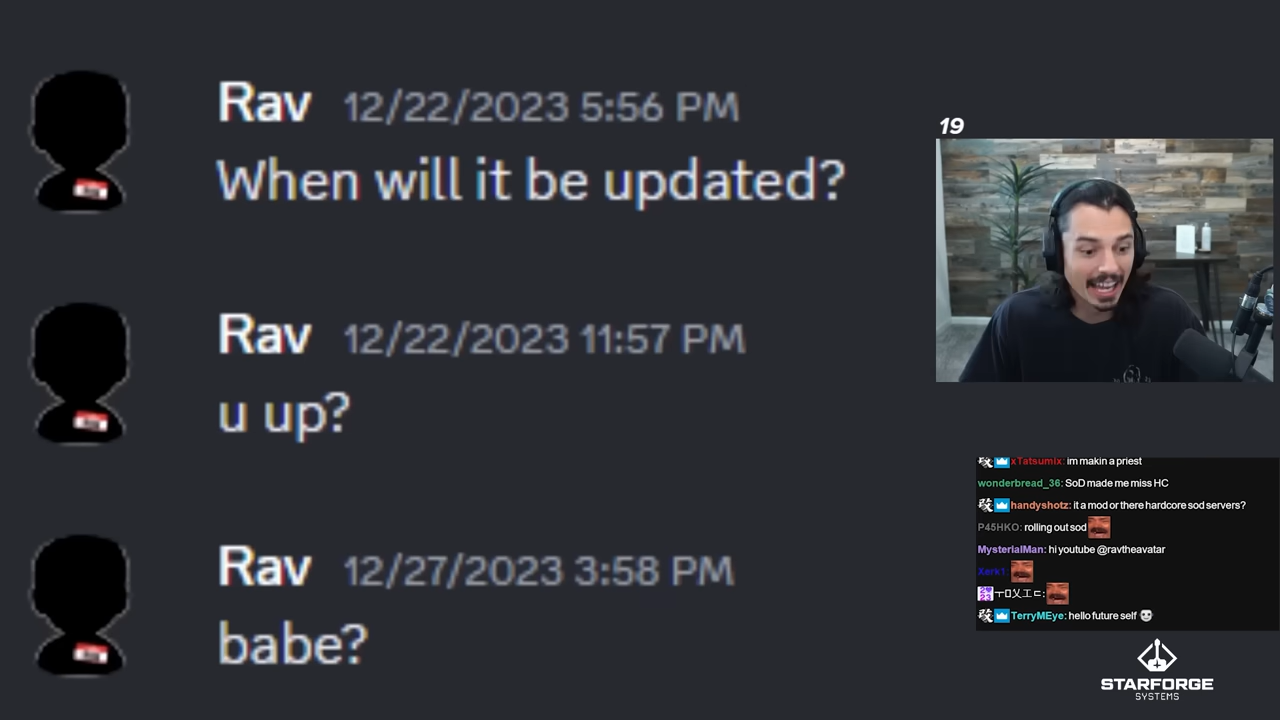 Rav 12/22/2023 5:56 PM
When will it be updated?
Rav 12/22/2023 11:57 PM
u up?
Rav 12/27/2023 3:58 PM
babe?
19
xTatsumix: im makin a priest
wonderbread_36: SoD made me miss HC
handyshotz: it a mod or there hardcore sod servers?
P45HKO: rolling out sod
MysterialMan: hi youtube @ravtheavatar
Xerk1:
TerryMEye: hello future self
STARFORGE
SYSTEMS